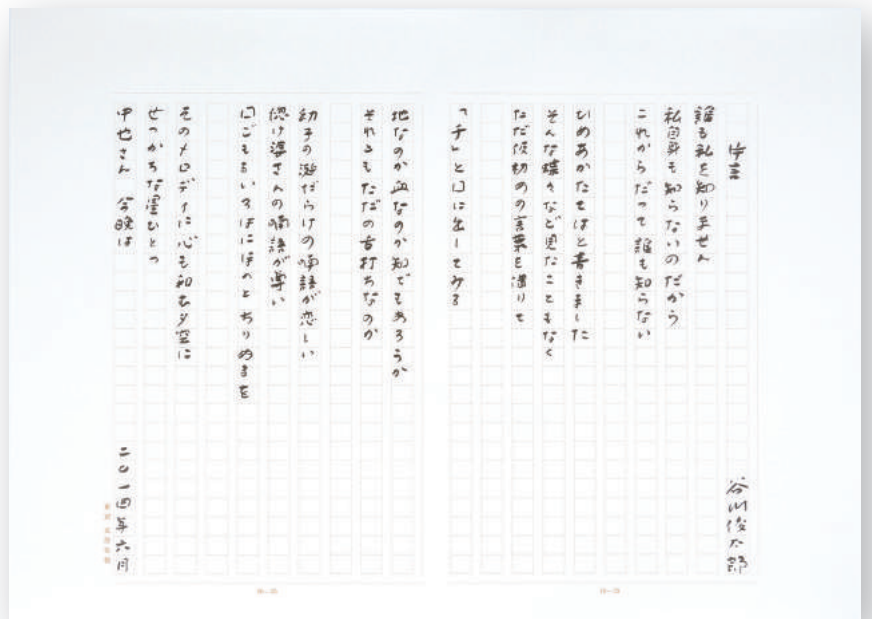 片言 谷川俊太郎
誰も私を知りません
私自身も知らないのだから
これからだって誰も知らない
ひめあかたてはと書きました
そんな蝶々など見たこともなく
ただ仮初めの言葉を借りて
「チ」と口に出してみる
地なのか血なのか知でもあろうか
それともただの舌打ちなのか
幼子の涎だらけの喃語が恋しい
惚け婆さんの喃語が尊い
口ごもるいろはにほへとちりぬるを
そのメロディに心も和む夕空に
せっかちな星ひとつ
中也さん 今晩は 二〇一四年六月